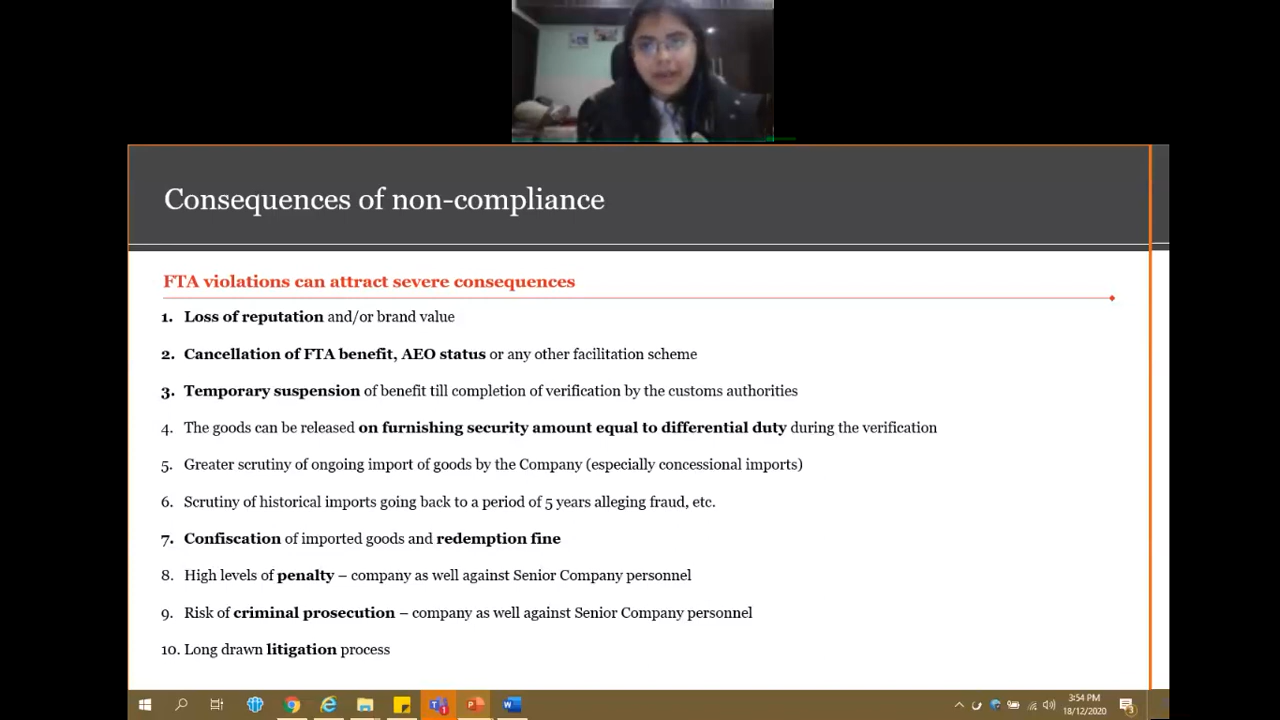 Consequences of non-compliance
FTA violations can attract severe consequences
1. Loss of reputation and/or brand value
2. Cancellation of FTA benefit, AEO status or any other facilitation scheme
3. Temporary suspension of benefit till completion of verification by the customs authorities
4. The goods can be released on furnishing security amount equal to differential duty during the verification
5. Greater scrutiny of ongoing import of goods by the Company (especially concessional imports)
6. Scrutiny of historical imports going back to a period of 5 years alleging fraud, etc.
7. Confiscation of imported goods and redemption fine
8. High levels of penalty – company as well against Senior Company personnel
9. Risk of criminal prosecution – company as well against Senior Company personnel
10. Long drawn litigation process
3:54 PM
18/12/2020
3